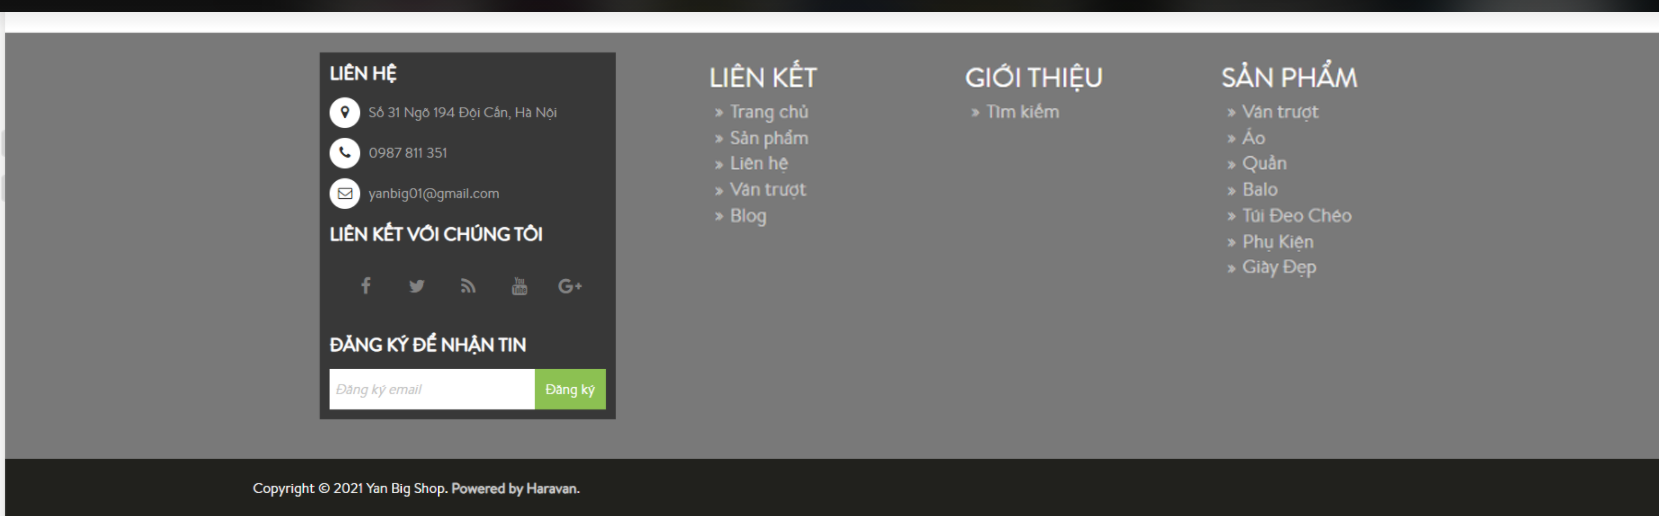 LIÊN HỆ
Số 31 Ngõ 194 Đội Cấn, Hà Nội
0987 811 351
yanbig01@gmail.com
LIÊN KẾT VỚI CHÚNG TÔI
f
You Tube
G+
ĐĂNG KÝ ĐỂ NHẬN TIN
Đăng ký email
Đăng ký
LIÊN KẾT
» Trang chủ
» Sản phẩm
» Liên hệ
» Ván trượt
» Blog
GIỚI THIỆU
» Tìm kiếm
SẢN PHẨM
» Ván trượt
» Áo
» Quần
» Balo
» Túi Đeo Chéo
» Phụ Kiện
» Giày Đẹp
Copyright © 2021 Yan Big Shop. Powered by Haravan.